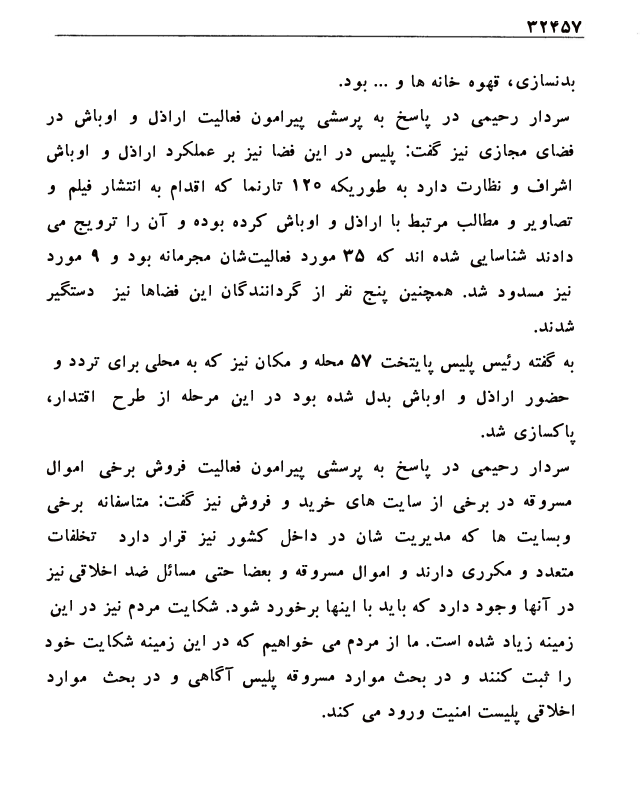 ۳۲۴۵۷
بدنسازی، قهوه خانه ها و ... بود.
سردار رحیمی در پاسخ به پرسشی پیرامون فعالیت اراذل و اوباش در
فضای مجازی نیز گفت: پلیس در این فضا نیز بر عملکرد اراذل و اوباش
اشراف و نظارت دارد به طوریکه ۱۲۰ تارنما که اقدام به انتشار فیلم و
تصاویر و مطالب مرتبط با اراذل و اوباش کرده بوده و آن را ترویج می
دادند شناسایی شده اند که ۳۵ مورد فعالیت‌شان مجرمانه بود و ۹ مورد
نیز مسدود شد. همچنین پنج نفر از گردانندگان این فضاها نیز دستگیر
شدند.
به گفته رئیس پلیس پایتخت ۵۷ محله و مکان نیز که به محلی برای تردد و
حضور اراذل و اوباش بدل شده بود در این مرحله از طرح اقتدار،
پاکسازی شد.
سردار رحیمی در پاسخ به پرسشی پیرامون فعالیت فروش برخی اموال
مسروقه در برخی از سایت های خرید و فروش نیز گفت: متاسفانه برخی
وبسایت ها که مدیریت شان در داخل کشور نیز قرار دارد تخلفات
متعدد و مکرری دارند و اموال مسروقه و بعضا حتی مسائل ضد اخلاقی نیز
در آنها وجود دارد که باید با اینها برخورد شود. شکایت مردم نیز در این
زمینه زیاد شده است. ما از مردم می خواهیم که در این زمینه شکایت خود
را ثبت کنند و در بحث موارد مسروقه پلیس آگاهی و در بحث موارد
اخلاقی پلیست امنیت ورود می کند.